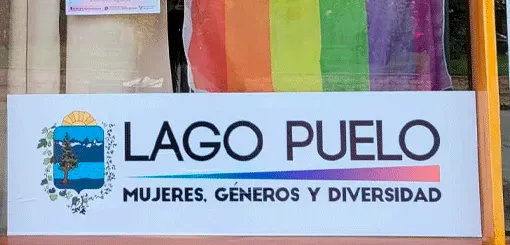 LAGO PUELO
MUJERES, GÉNEROS Y DIVERSIDAD